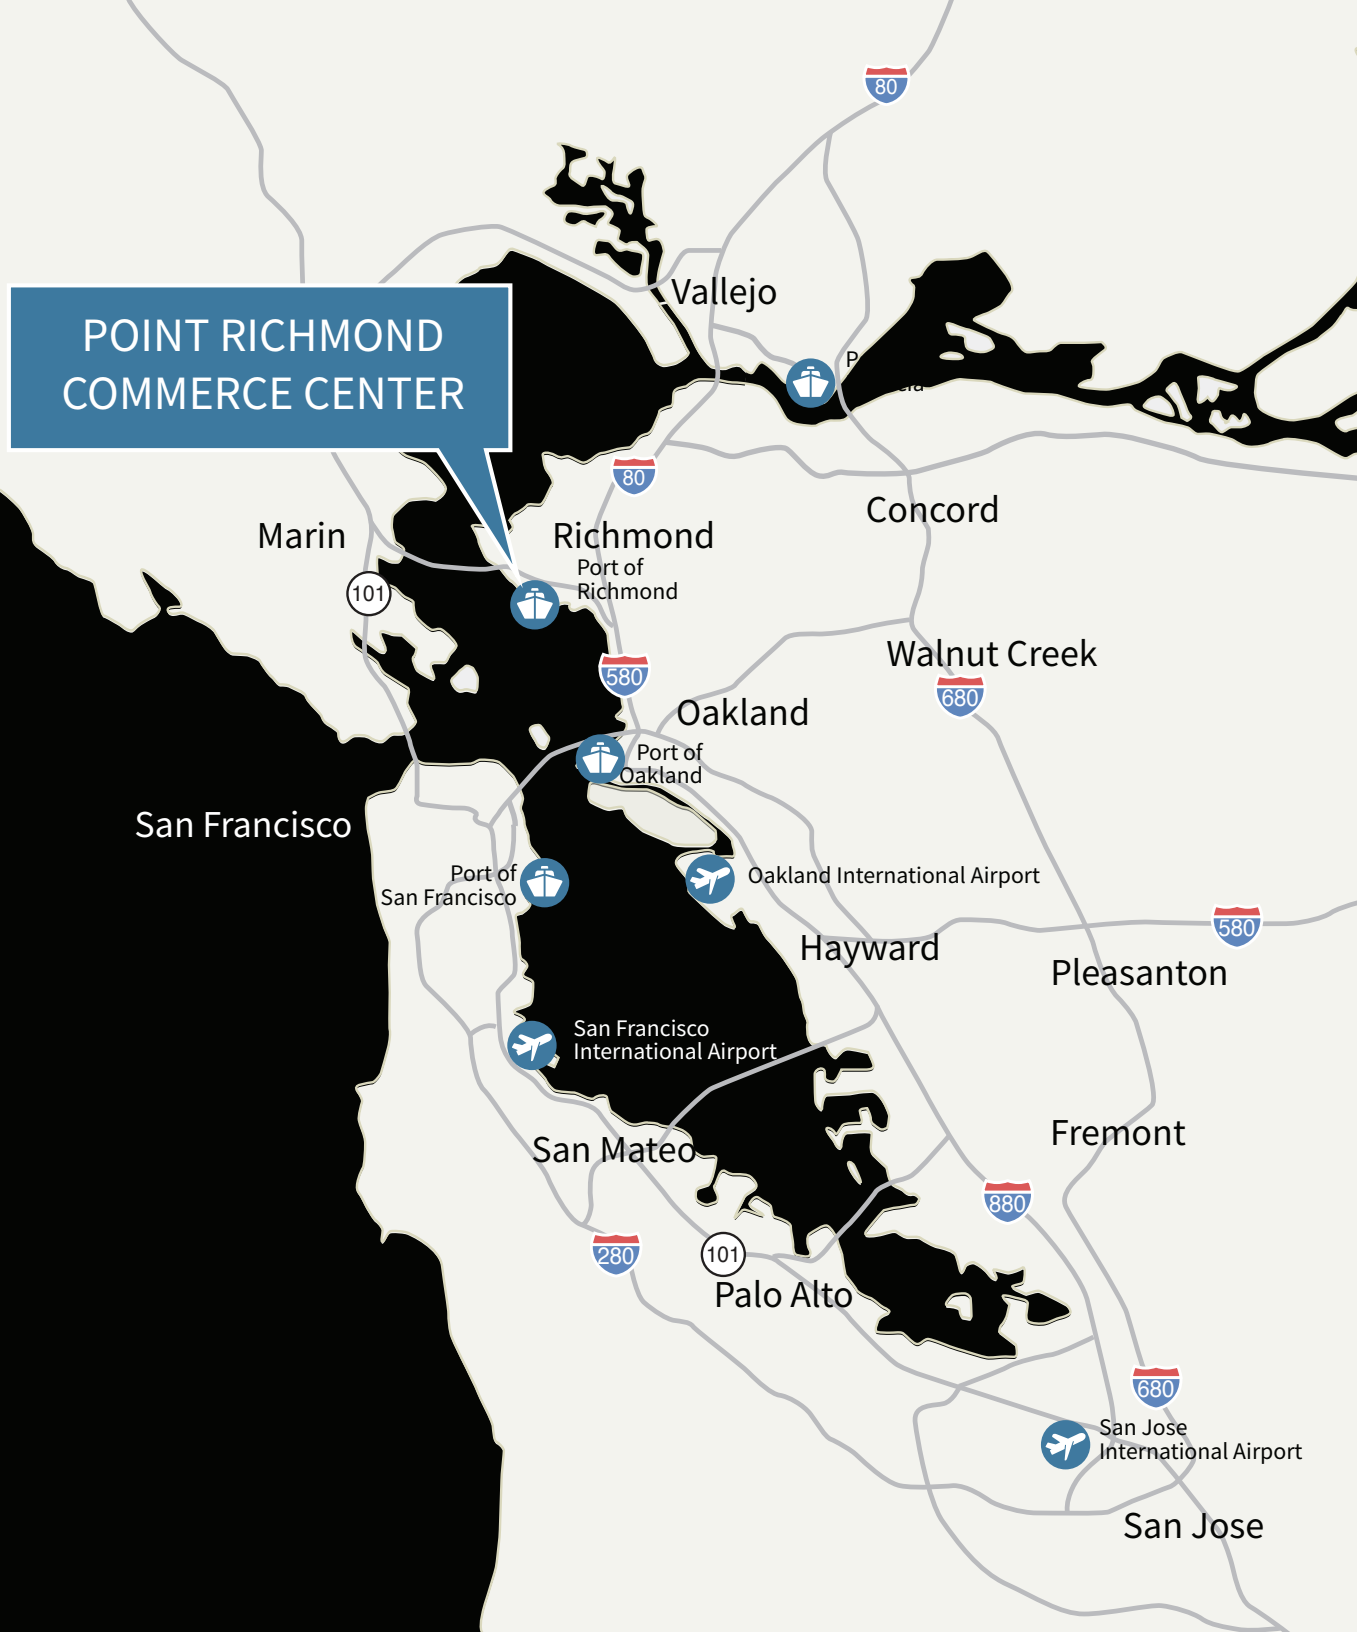 80
Vallejo
POINT RICHMOND
COMMERCE CENTER
80
Concord
Marin
Richmond
Port of
Richmond
101
Walnut Creek
580
680
Oakland
Port of
Oakland
San Francisco
Port of
San Francisco
Oakland International Airport
580
Hayward
Pleasanton
San Francisco
International Airport
Fremont
San Mateo
880
280
101
Palo Alto
680
San Jose
International Airport
San Jose